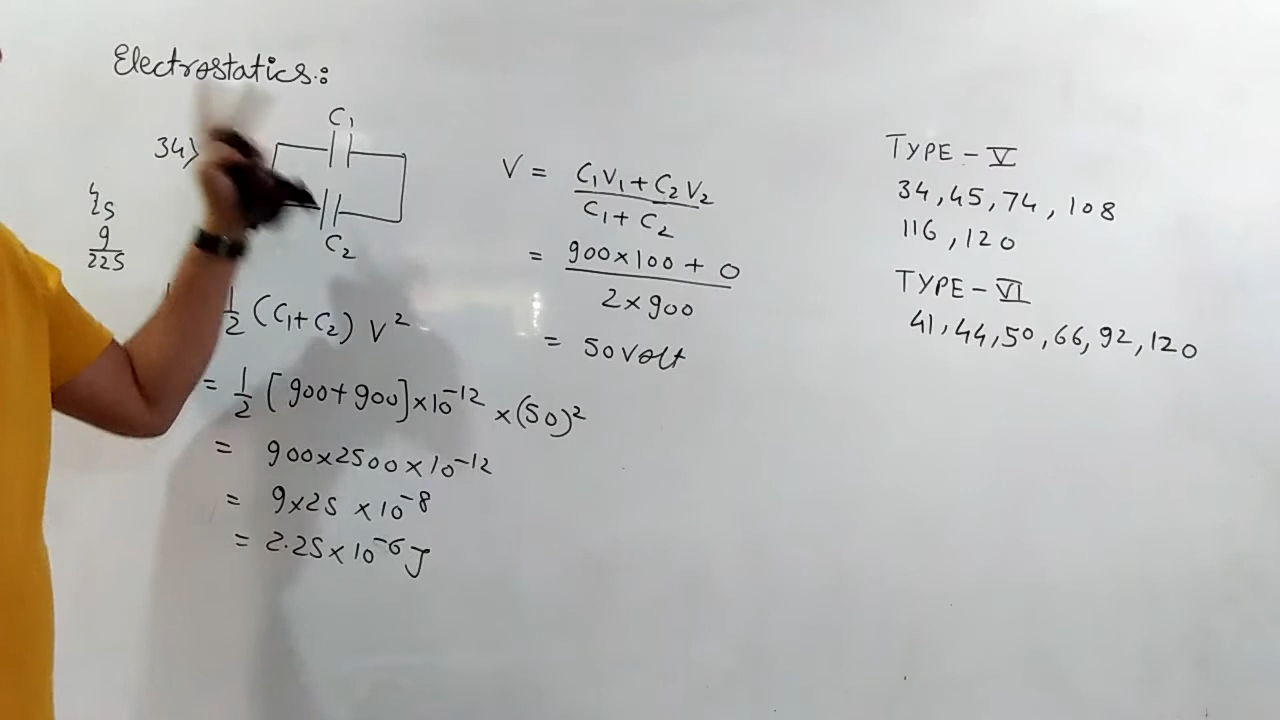 Electrostatics:
34)
C₁
C₂
25
9
225
1/2 (C₁+C₂) V²
= 1/2 [900+900]×10⁻¹² ×(50)²
= 900×2500×10⁻¹²
= 9×25 ×10⁻⁸
= 2.25×10⁻⁶ J
V = C₁V₁+C₂V₂
C₁+C₂
= 900×100 + 0
2×900
= 50 volt
TYPE-V
34,45,74,108
116,120
TYPE-VI
41,44,50,66,92,120